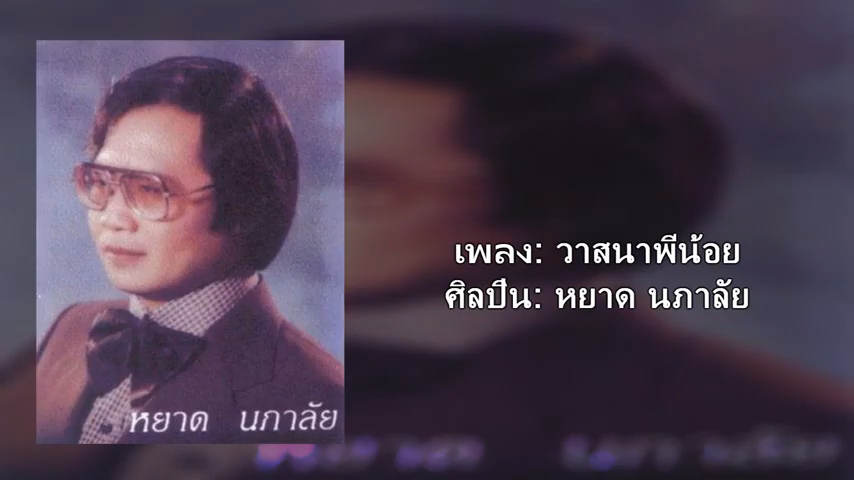 เพลง: วาสนาพี่น้อย
ศิลปิน: หยาด นภาลัย
หยาด นภาลัย